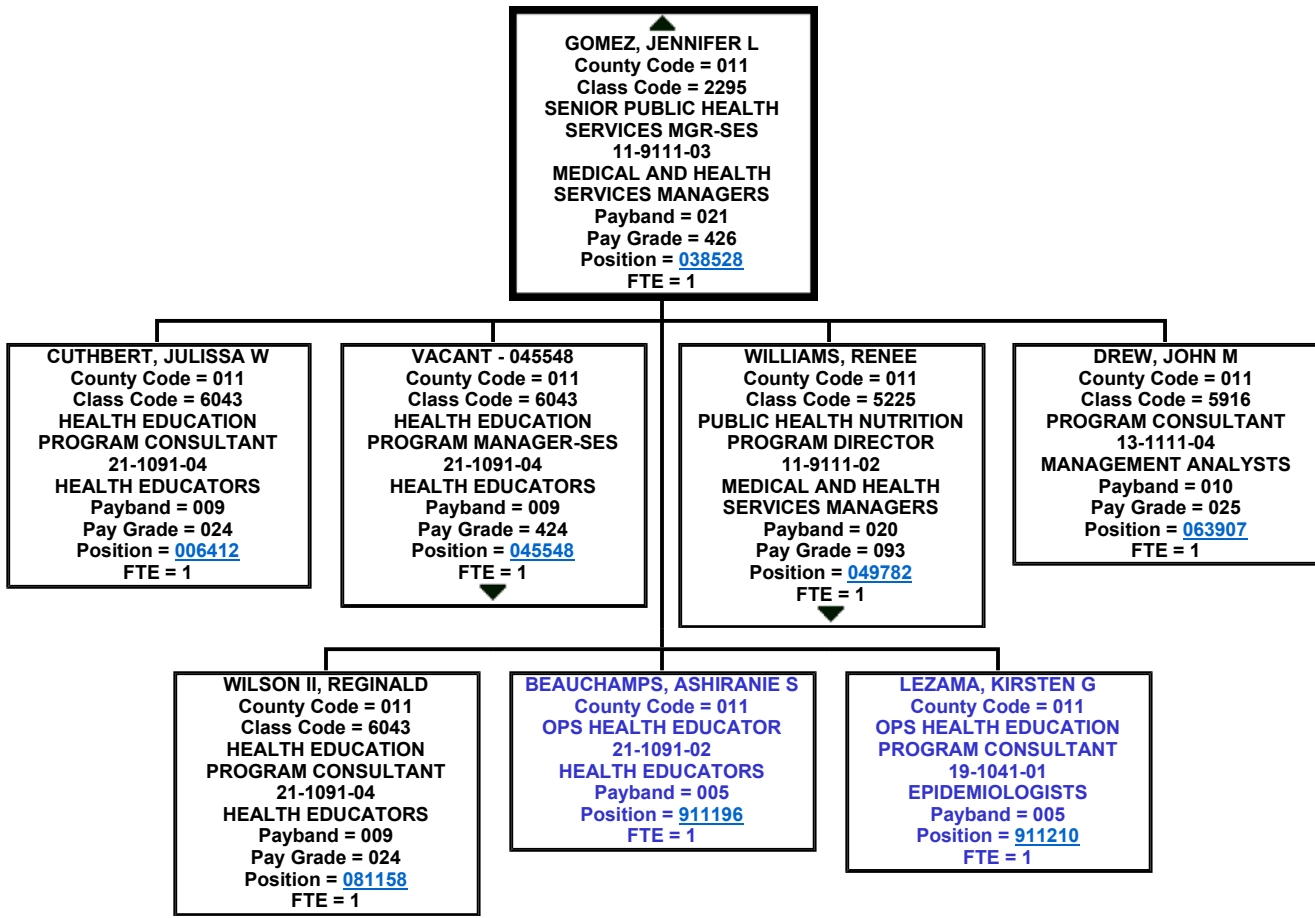 GOMEZ, JENNIFER L
County Code = 011
Class Code = 2295
SENIOR PUBLIC HEALTH
SERVICES MGR-SES
11-9111-03
MEDICAL AND HEALTH
SERVICES MANAGERS
Payband = 021
Pay Grade = 426
Position = 038528
FTE = 1
CUTHBERT, JULISSA W
County Code = 011
Class Code = 6043
HEALTH EDUCATION
PROGRAM CONSULTANT
21-1091-04
HEALTH EDUCATORS
Payband = 009
Pay Grade = 024
Position = 006412
FTE = 1
VACANT - 045548
County Code = 011
Class Code = 6043
HEALTH EDUCATION
PROGRAM MANAGER-SES
21-1091-04
HEALTH EDUCATORS
Payband = 009
Pay Grade = 424
Position = 045548
FTE = 1
WILLIAMS, RENEE
County Code = 011
Class Code = 5225
PUBLIC HEALTH NUTRITION
PROGRAM DIRECTOR
11-9111-02
MEDICAL AND HEALTH
SERVICES MANAGERS
Payband = 020
Pay Grade = 093
Position = 049782
FTE = 1
DREW, JOHN M
County Code = 011
Class Code = 5916
PROGRAM CONSULTANT
13-1111-04
MANAGEMENT ANALYSTS
Payband = 010
Pay Grade = 025
Position = 063907
FTE = 1
WILSON II, REGINALD
County Code = 011
Class Code = 6043
HEALTH EDUCATION
PROGRAM CONSULTANT
21-1091-04
HEALTH EDUCATORS
Payband = 009
Pay Grade = 024
Position = 081158
FTE = 1
BEAUCHAMPS, ASHIRANIE S
County Code = 011
OPS HEALTH EDUCATOR
21-1091-02
HEALTH EDUCATORS
Payband = 005
Position = 911196
FTE = 1
LEZAMA, KIRSTEN G
County Code = 011
OPS HEALTH EDUCATION
PROGRAM CONSULTANT
19-1041-01
EPIDEMIOLOGISTS
Payband = 005
Position = 911210
FTE = 1